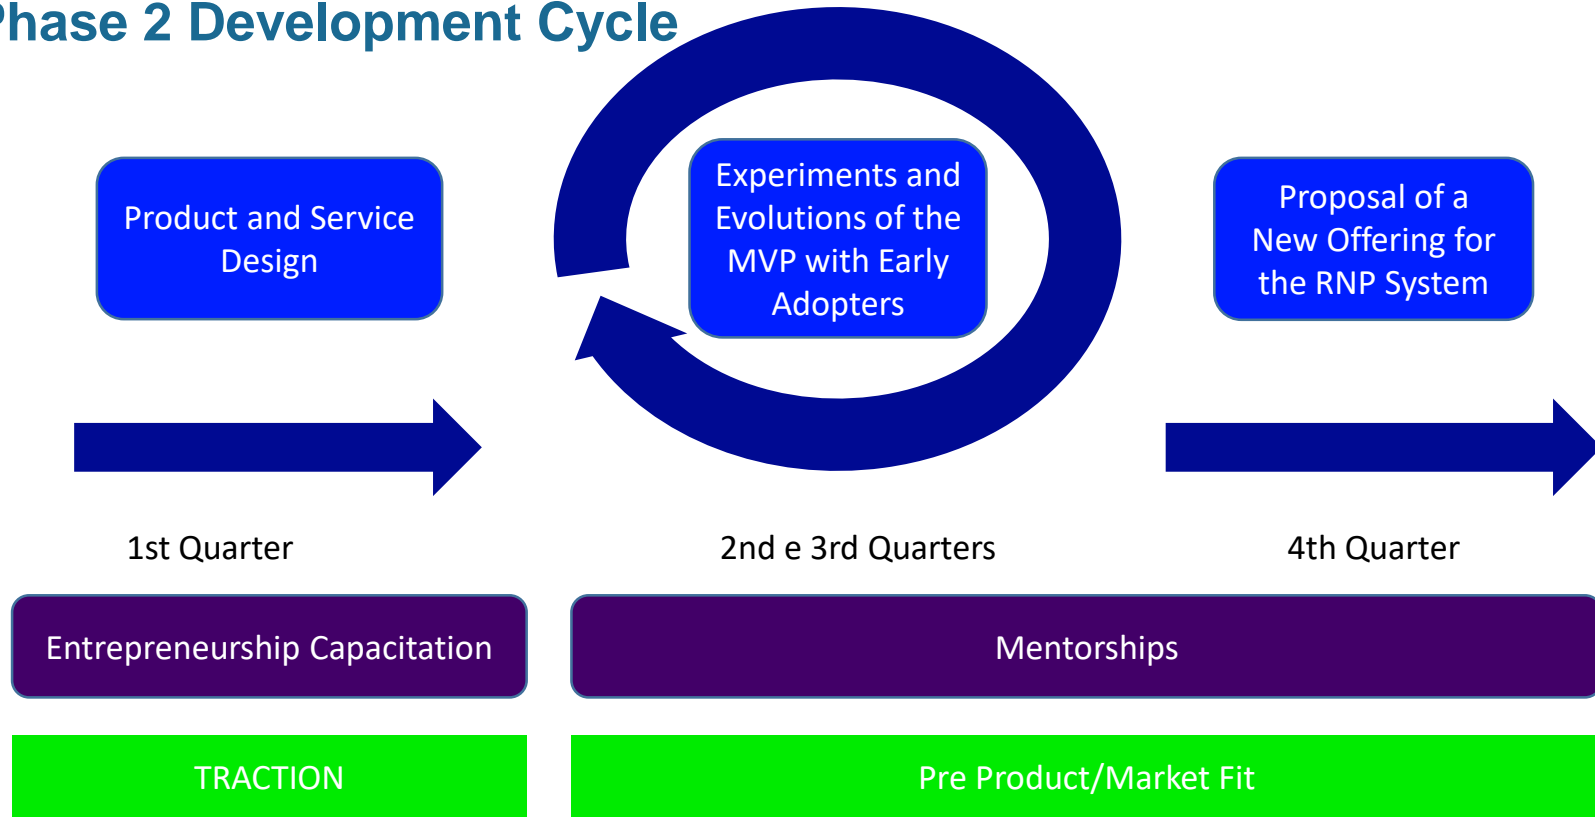 Phase 2 Development Cycle
Product and Service
Design
Experiments and
Evolutions of the
MVP with Early
Adopters
Proposal of a
New Offering for
the RNP System
1st Quarter
2nd e 3rd Quarters
4th Quarter
Entrepreneurship Capacitation
Mentorships
TRACTION
Pre Product/Market Fit